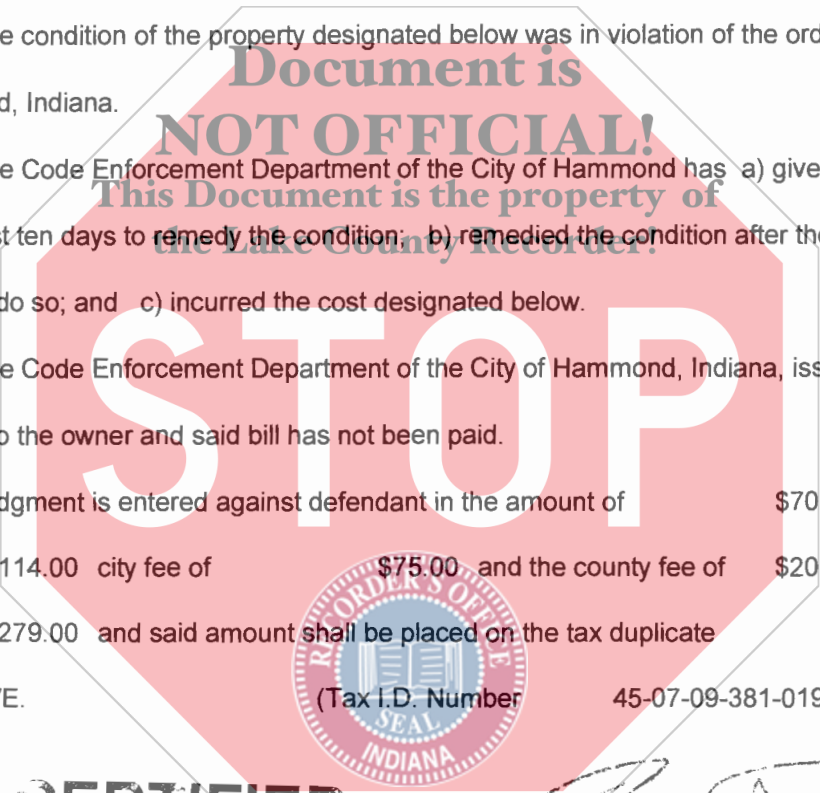 e condition of the property designated below was in violation of the ord
Document is
d, Indiana.
NOT OFFICIAL!
e Code Enforcement Department of the City of Hammond has a) give
This Document is the property of
t ten days to remedy the condition; b) remedied the condition after the
the Lake County Recorder!
do so; and c) incurred the cost designated below.
STOP
e Code Enforcement Department of the City of Hammond, Indiana, iss
o the owner and said bill has not been paid.
dgment is entered against defendant in the amount of $70
114.00 city fee of $75.00 and the county fee of $20
279.00 and said amount shall be placed on the tax duplicate
E. (Tax I.D. Number 45-07-09-381-019
RECORDER'S OFFICE
SEAL
INDIANA
CERTIFIED